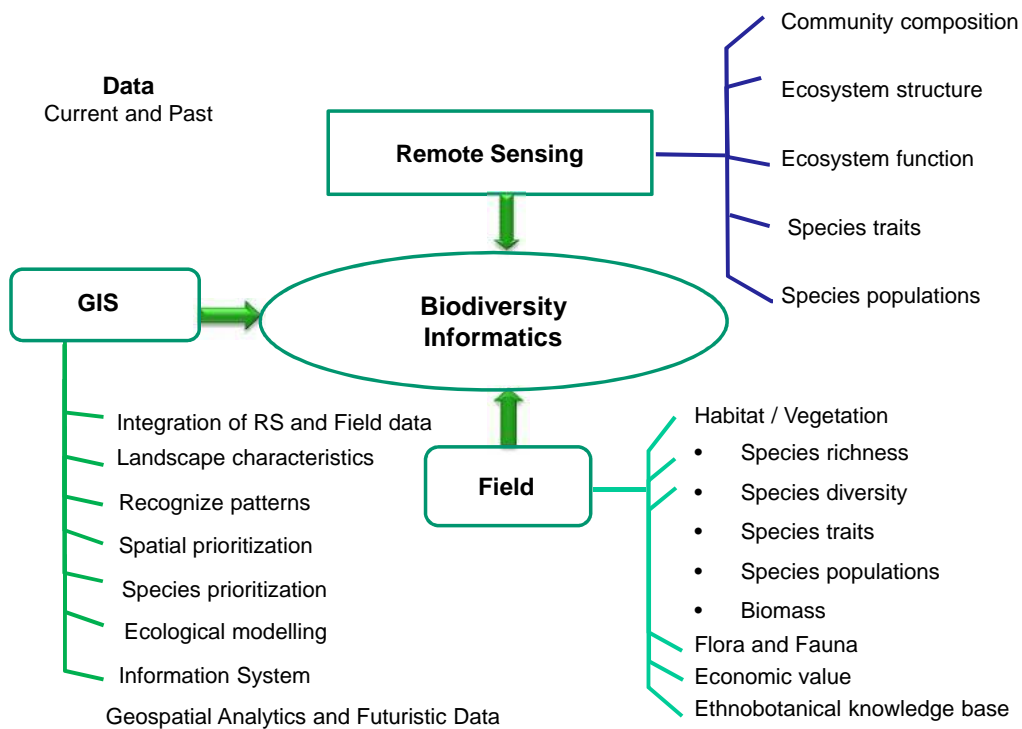 Data
Current and Past
Remote Sensing
Community composition
Ecosystem structure
Ecosystem function
Species traits
Species populations
GIS
Biodiversity
Informatics
Integration of RS and Field data
Landscape characteristics
Recognize patterns
Spatial prioritization
Species prioritization
Ecological modelling
Information System
Geospatial Analytics and Futuristic Data
Field
Habitat / Vegetation
• Species richness
• Species diversity
• Species traits
• Species populations
• Biomass
Flora and Fauna
Economic value
Ethnobotanical knowledge base